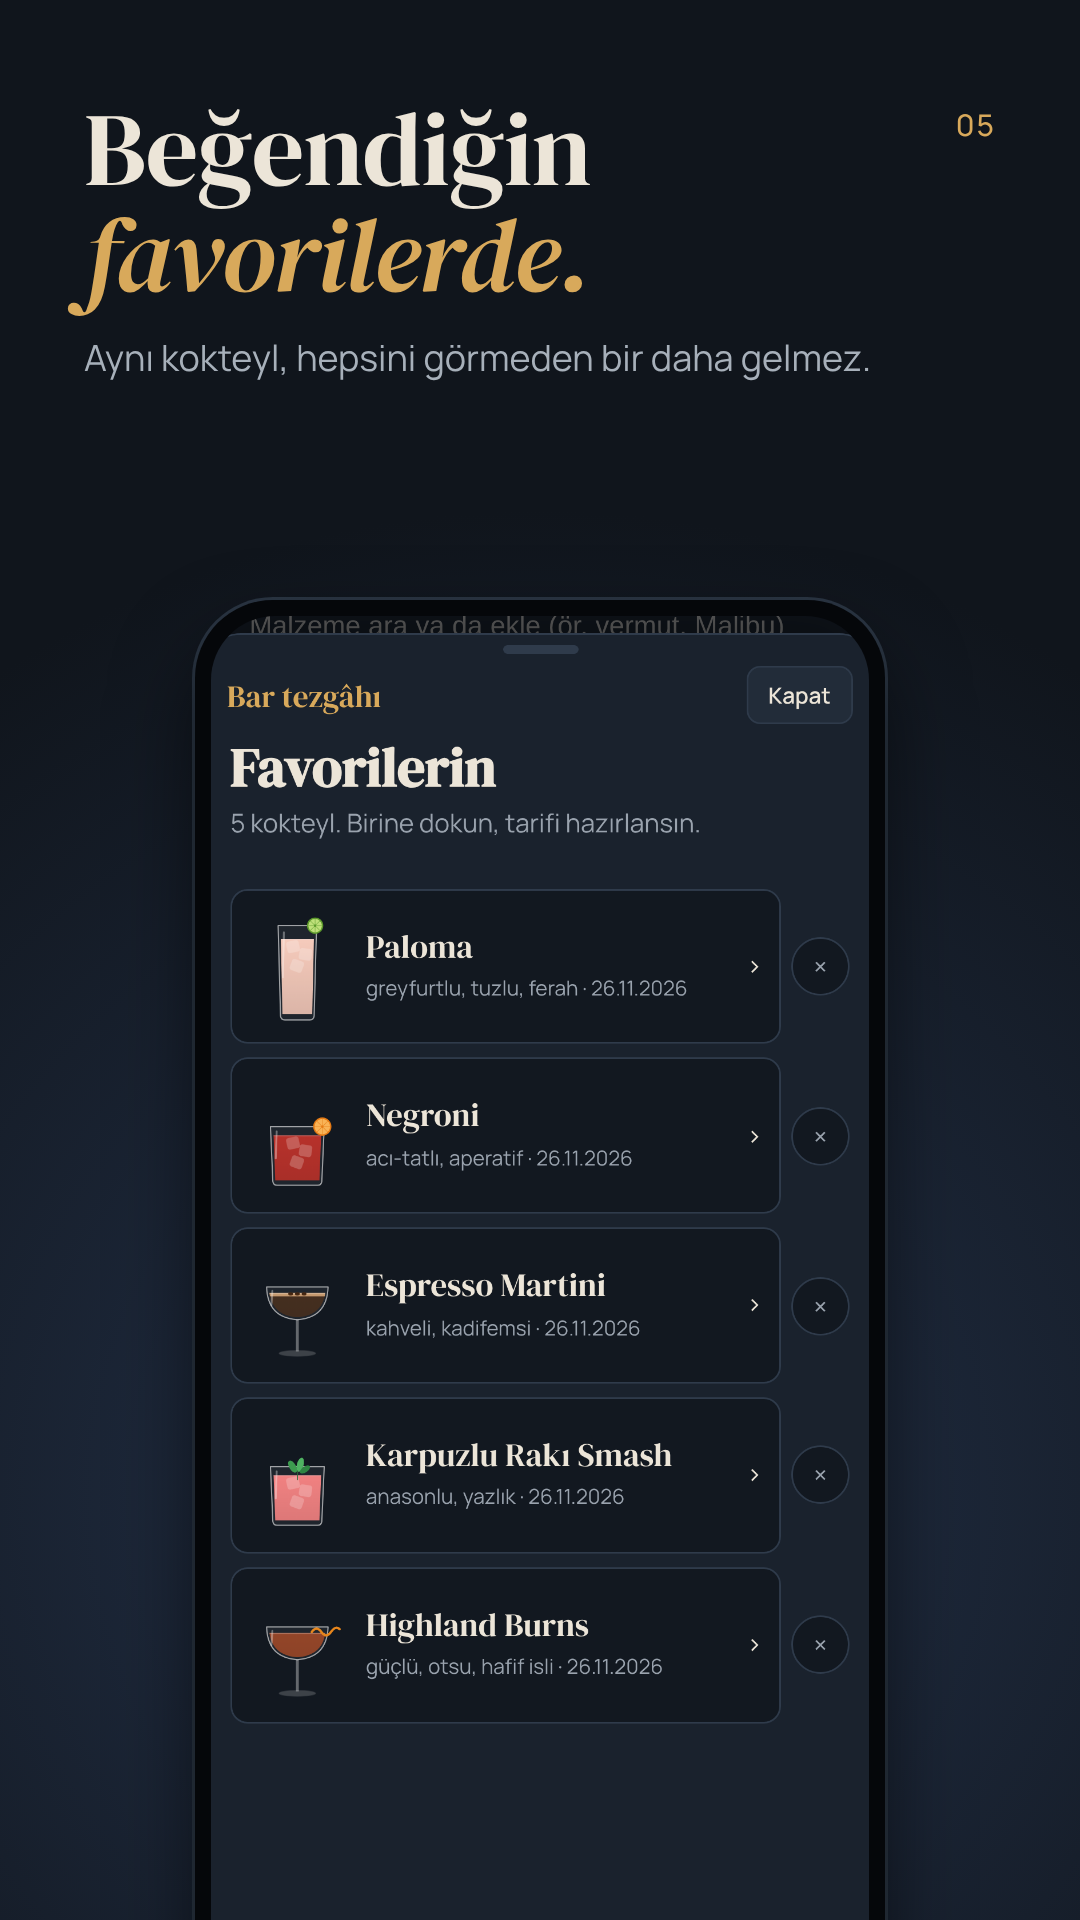 Beğendiğin
05
favorilerde.
Aynı kokteyl, hepsini görmeden bir daha gelmez.
Malzeme ara ya da ekle (ör. vermut, Malibu)
Bar tezgâhı
Kapat
Favorilerin
5 kokteyl. Birine dokun, tarifi hazırlansın.
Paloma
greyfurtlu, tuzlu, ferah · 26.11.2026
Negroni
acı-tatlı, aperatif · 26.11.2026
Espresso Martini
kahveli, kadifemsi · 26.11.2026
Karpuzlu Rakı Smash
anasonlu, yazlık · 26.11.2026
Highland Burns
güçlü, otsu, hafif isli · 26.11.2026